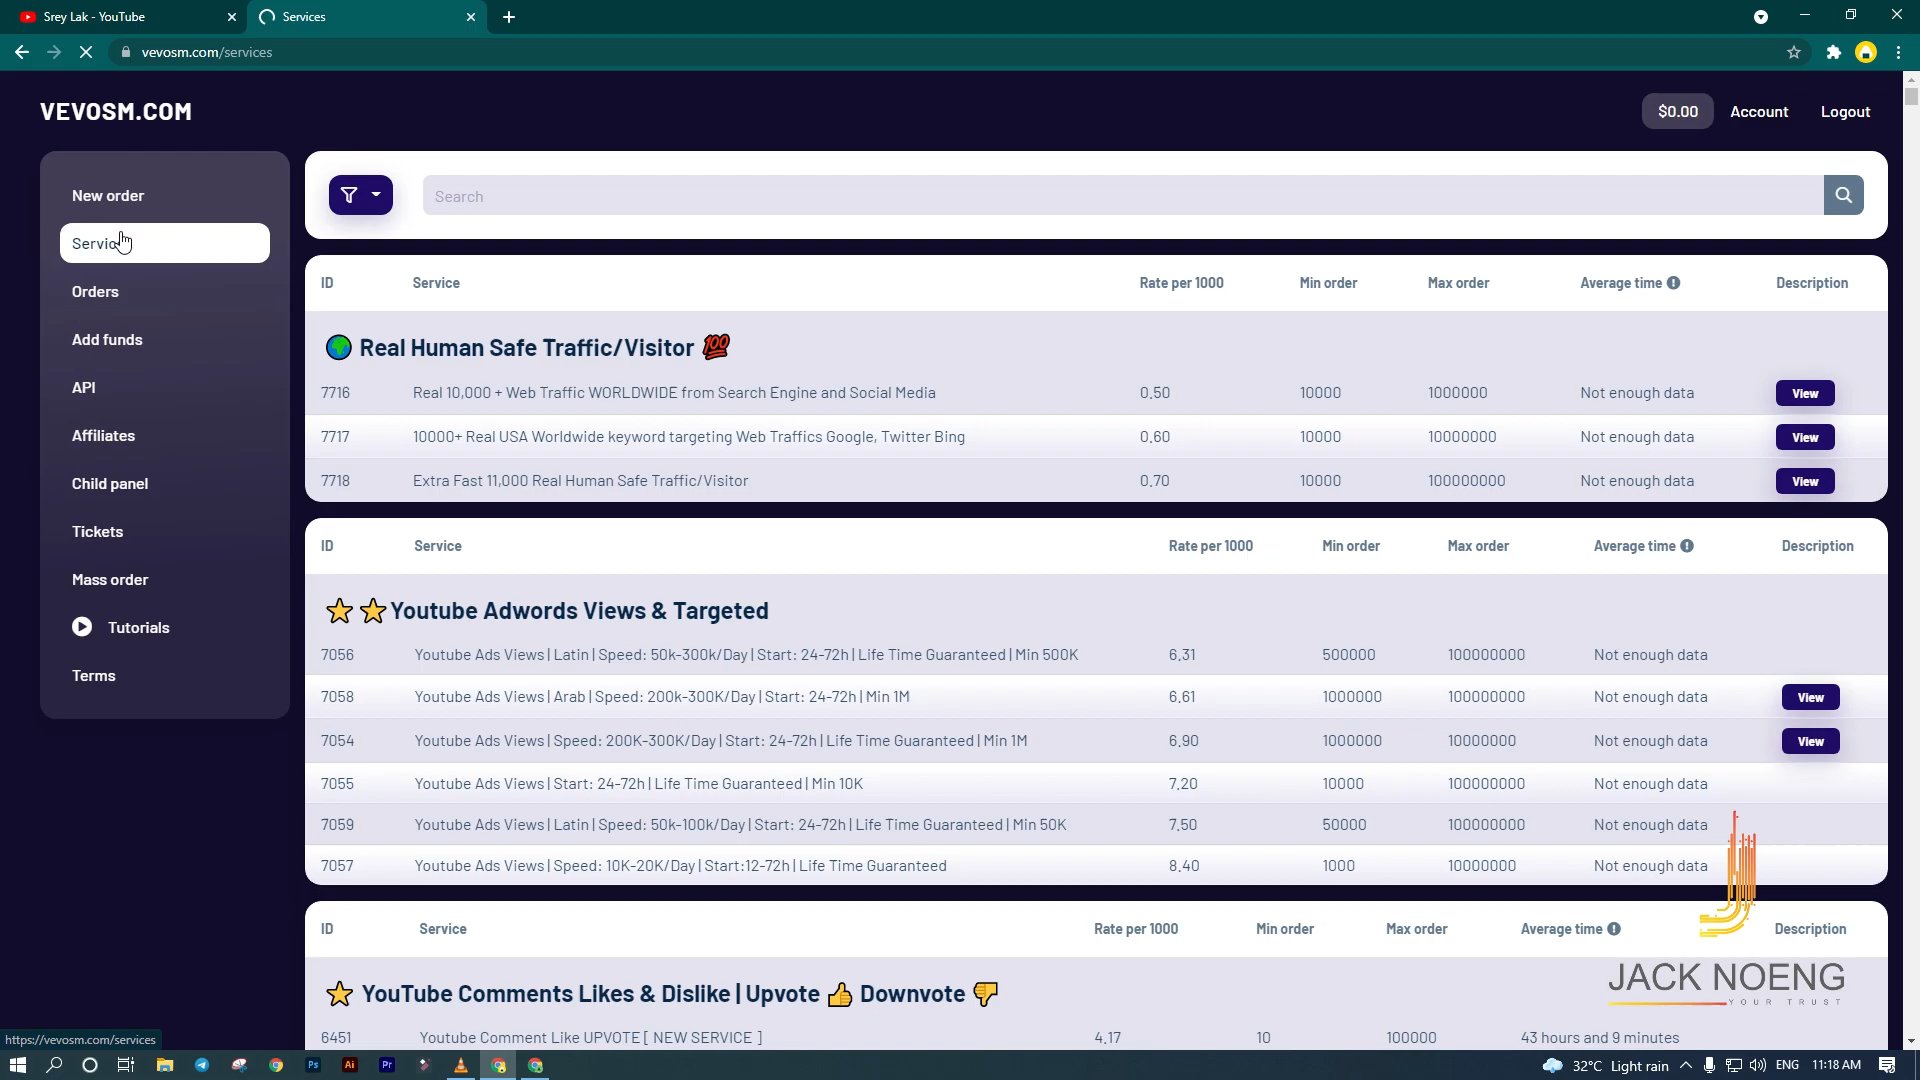 Srey Lak - YouTube
Services
vevosm.com/services
VEVOSM.COM
$0.00 Account Logout
New order
Servic
Orders
Add funds
API
Affiliates
Child panel
Tickets
Mass order
Tutorials
Terms
Search
ID Service Rate per 1000 Min order Max order Average time Description
Real Human Safe Traffic/Visitor 💯
7716 Real 10,000 + Web Traffic WORLDWIDE from Search Engine and Social Media 0.50 10000 1000000 Not enough data View
7717 10000+ Real USA Worldwide keyword targeting Web Traffics Google, Twitter Bing 0.60 10000 10000000 Not enough data View
7718 Extra Fast 11,000 Real Human Safe Traffic/Visitor 0.70 10000 100000000 Not enough data View
ID Service Rate per 1000 Min order Max order Average time Description
Youtube Adwords Views & Targeted
7056 Youtube Ads Views | Latin | Speed: 50k-300k/Day | Start: 24-72h | Life Time Guaranteed | Min 500K 6.31 500000 100000000 Not enough data
7058 Youtube Ads Views | Arab | Speed: 200k-300K/Day | Start: 24-72h | Min 1M 6.61 1000000 100000000 Not enough data View
7054 Youtube Ads Views | Speed: 200K-300K/Day | Start: 24-72h | Life Time Guaranteed | Min 1M 6.90 1000000 10000000 Not enough data View
7055 Youtube Ads Views | Start: 24-72h | Life Time Guaranteed | Min 10K 7.20 10000 100000000 Not enough data
7059 Youtube Ads Views | Latin | Speed: 50k-100k/Day | Start: 24-72h | Life Time Guaranteed | Min 50K 7.50 50000 100000000 Not enough data
7057 Youtube Ads Views | Speed: 10K-20K/Day | Start:12-72h | Life Time Guaranteed 8.40 1000 10000000 Not enough data
ID Service Rate per 1000 Min order Max order Average time Description
YouTube Comments Likes & Dislike | Upvote 👍 Downvote 👎
6451 Youtube Comment Like UPVOTE [ NEW SERVICE ] 4.17 10 100000 43 hours and 9 minutes
JACK NOENG
YOUR TRUST
https://vevosm.com/services
Ps Ai Pr
32°C Light rain ENG 11:18 AM